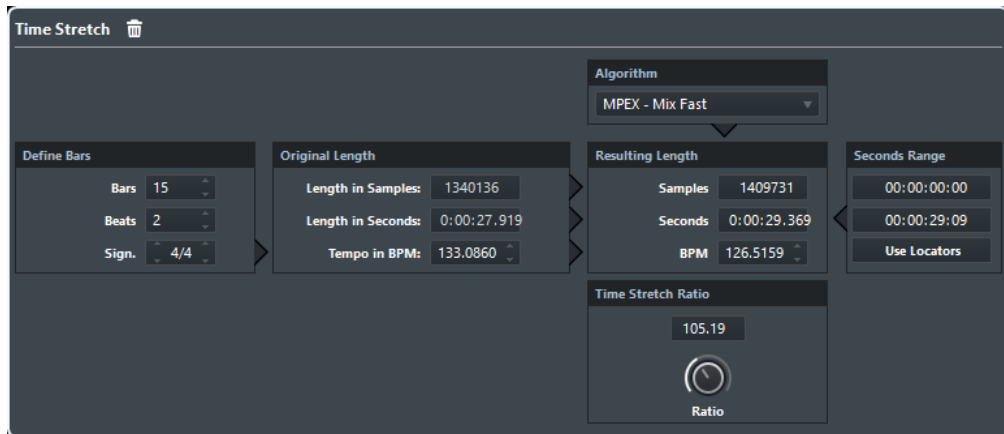 Time Stretch
Algorithm
MPEX - Mix Fast
Define Bars
Bars 15
Beats 2
Sign. 4/4
Original Length
Length in Samples: 1340136
Length in Seconds: 0:00:27.919
Tempo in BPM: 133.0860
Resulting Length
Samples 1409731
Seconds 0:00:29.369
BPM 126.5159
Seconds Range
00:00:00:00
00:00:29:09
Use Locators
Time Stretch Ratio
105.19
Ratio